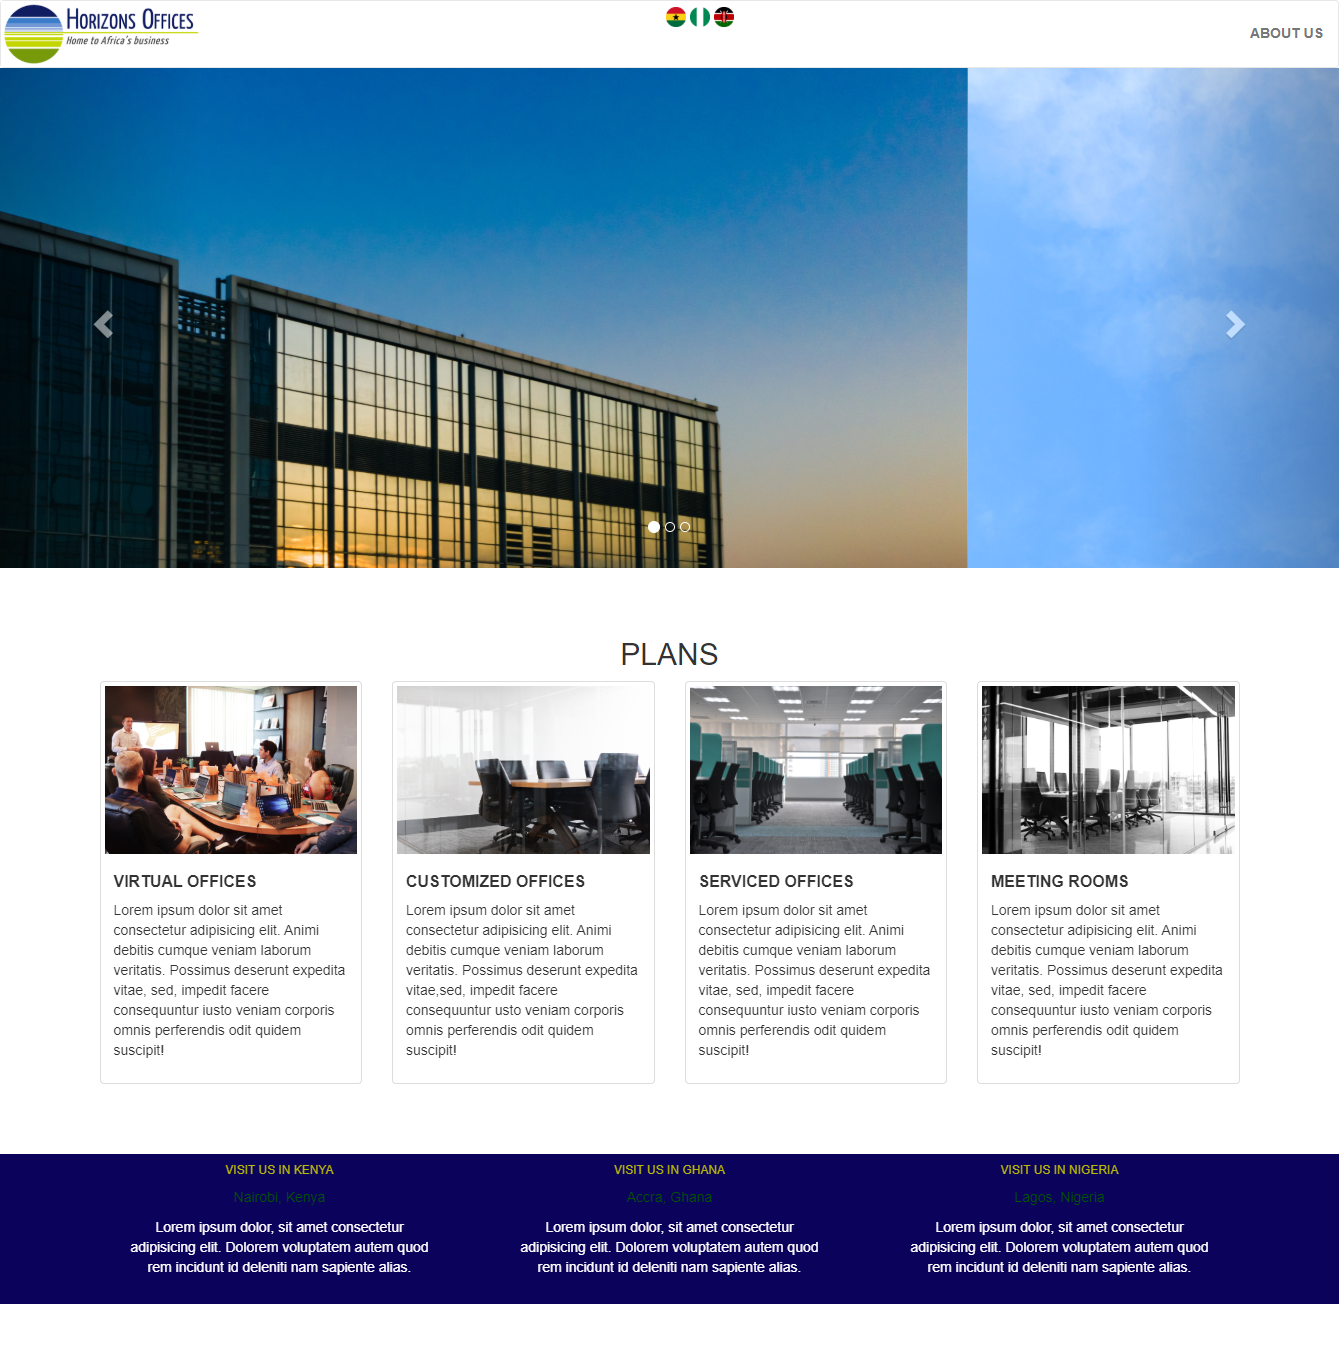 HORIZONS OFFICES
Home to Africa's business
ABOUT US
PLANS
VIRTUAL OFFICES
Lorem ipsum dolor sit amet
consectetur adipisicing elit. Animi
debitis cumque veniam laborum
veritatis. Possimus deserunt expedita
vitae, sed, impedit facere
consequuntur iusto veniam corporis
omnis perferendis odit quidem
suscipit!
CUSTOMIZED OFFICES
Lorem ipsum dolor sit amet
consectetur adipisicing elit. Animi
debitis cumque veniam laborum
veritatis. Possimus deserunt expedita
vitae,sed, impedit facere
consequuntur usto veniam corporis
omnis perferendis odit quidem
suscipit!
SERVICED OFFICES
Lorem ipsum dolor sit amet
consectetur adipisicing elit. Animi
debitis cumque veniam laborum
veritatis. Possimus deserunt expedita
vitae, sed, impedit facere
consequuntur iusto veniam corporis
omnis perferendis odit quidem
suscipit!
MEETING ROOMS
Lorem ipsum dolor sit amet
consectetur adipisicing elit. Animi
debitis cumque veniam laborum
veritatis. Possimus deserunt expedita
vitae, sed, impedit facere
consequuntur iusto veniam corporis
omnis perferendis odit quidem
suscipit!
VISIT US IN KENYA
Nairobi, Kenya
Lorem ipsum dolor, sit amet consectetur
adipisicing elit. Dolorem voluptatem autem quod
rem incidunt id deleniti nam sapiente alias.
VISIT US IN GHANA
Accra, Ghana
Lorem ipsum dolor, sit amet consectetur
adipisicing elit. Dolorem voluptatem autem quod
rem incidunt id deleniti nam sapiente alias.
VISIT US IN NIGERIA
Lagos, Nigeria
Lorem ipsum dolor, sit amet consectetur
adipisicing elit. Dolorem voluptatem autem quod
rem incidunt id deleniti nam sapiente alias.